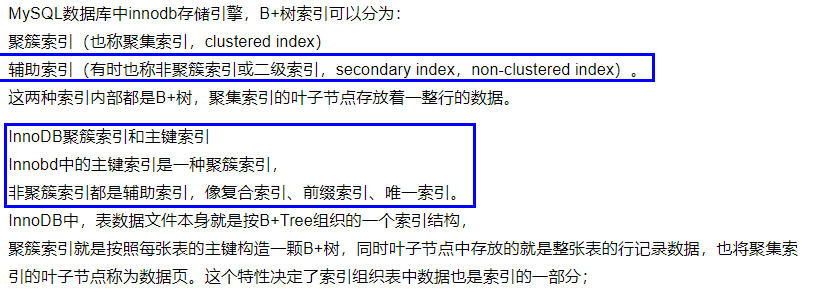 MySQL数据库中innodb存储引擎，B+树索引可以分为：
聚簇索引（也称聚集索引，clustered index）
辅助索引（有时也称非聚簇索引或二级索引，secondary index，non-clustered index）。
这两种索引内部都是B+树，聚集索引的叶子节点存放着一整行的数据。
InnoDB聚簇索引和主键索引
Innobd中的主键索引是一种聚簇索引，
非聚簇索引都是辅助索引，像复合索引、前缀索引、唯一索引。
InnoDB中，表数据文件本身就是按B+Tree组织的一个索引结构，
聚簇索引就是按照每张表的主键构造一颗B+树，同时叶子节点中存放的就是整张表的行记录数据，也将聚集索
引的叶子节点称为数据页。这个特性决定了索引组织表中数据也是索引的一部分；